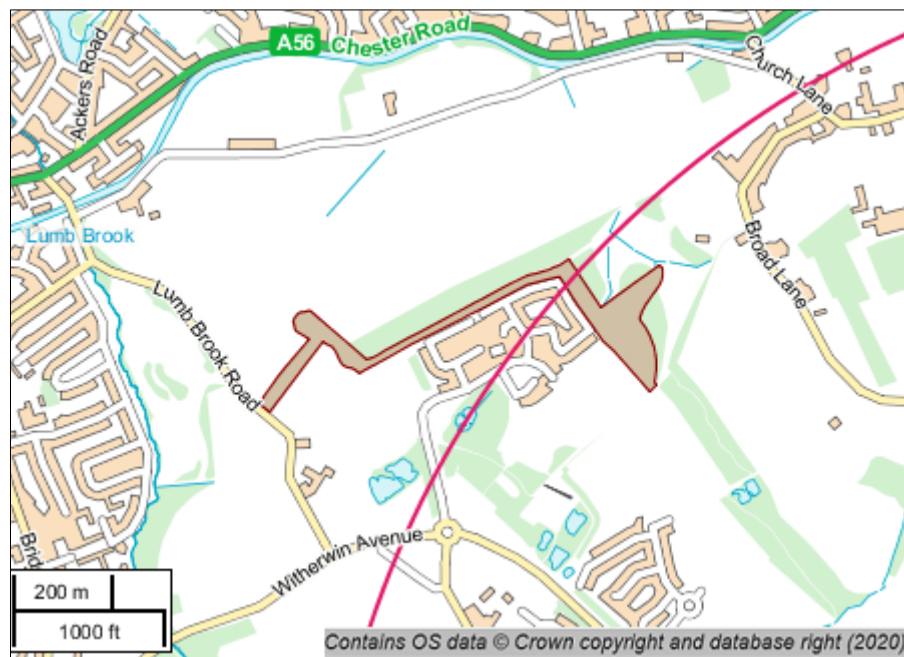 A56
Chester Road
Ackers Road
Church Lane
Lumb Brook
Broad Lane
Lumb Brook Road
Witherwin Avenue
Brid
200 m
1000 ft
Contains OS data © Crown copyright and database right (2020)